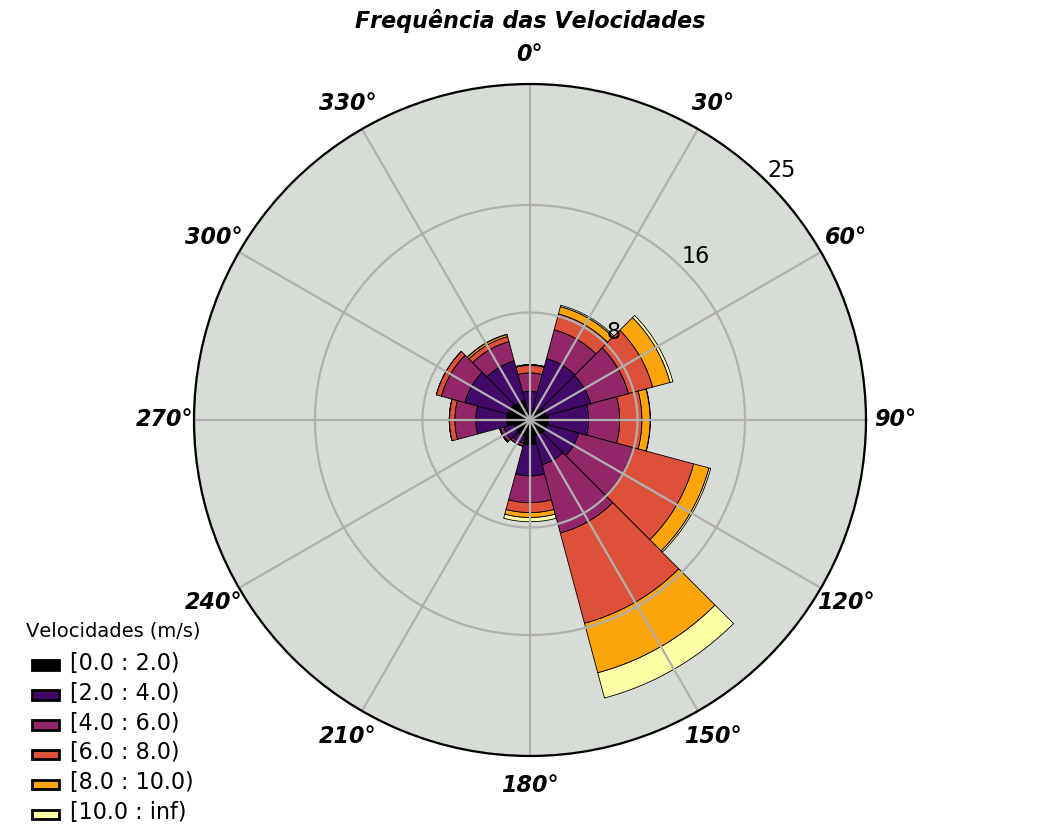 Frequência das Velocidades
0°
330°
30°
25
300°
60°
16
8
270°
90°
240°
120°
Velocidades (m/s)
[0.0 : 2.0)
[2.0 : 4.0)
[4.0 : 6.0)
210°
150°
[6.0 : 8.0)
180°
[8.0 : 10.0)
[10.0 : inf)